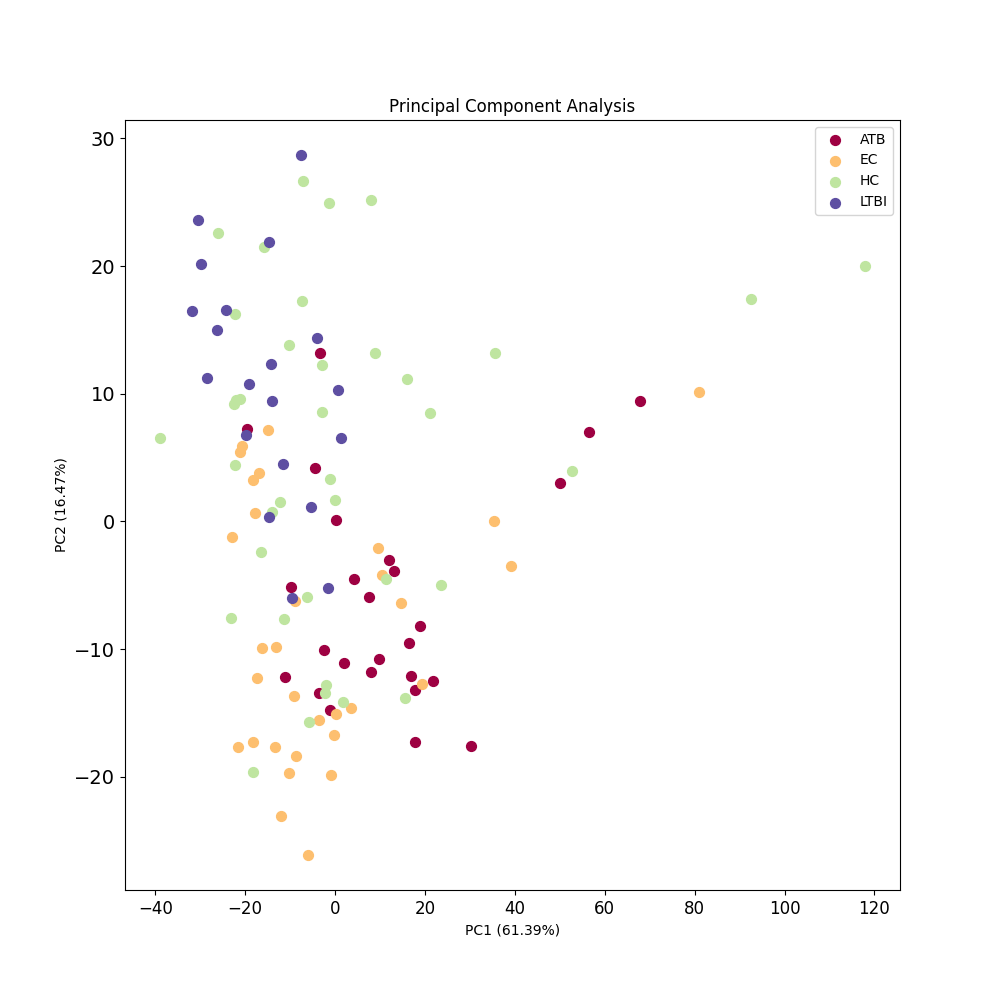 Principal Component Analysis
ATB
EC
HC
LTBI
30
20
10
0
−10
−20
PC2 (16.47%)
−40 −20 0 20 40 60 80 100 120
PC1 (61.39%)